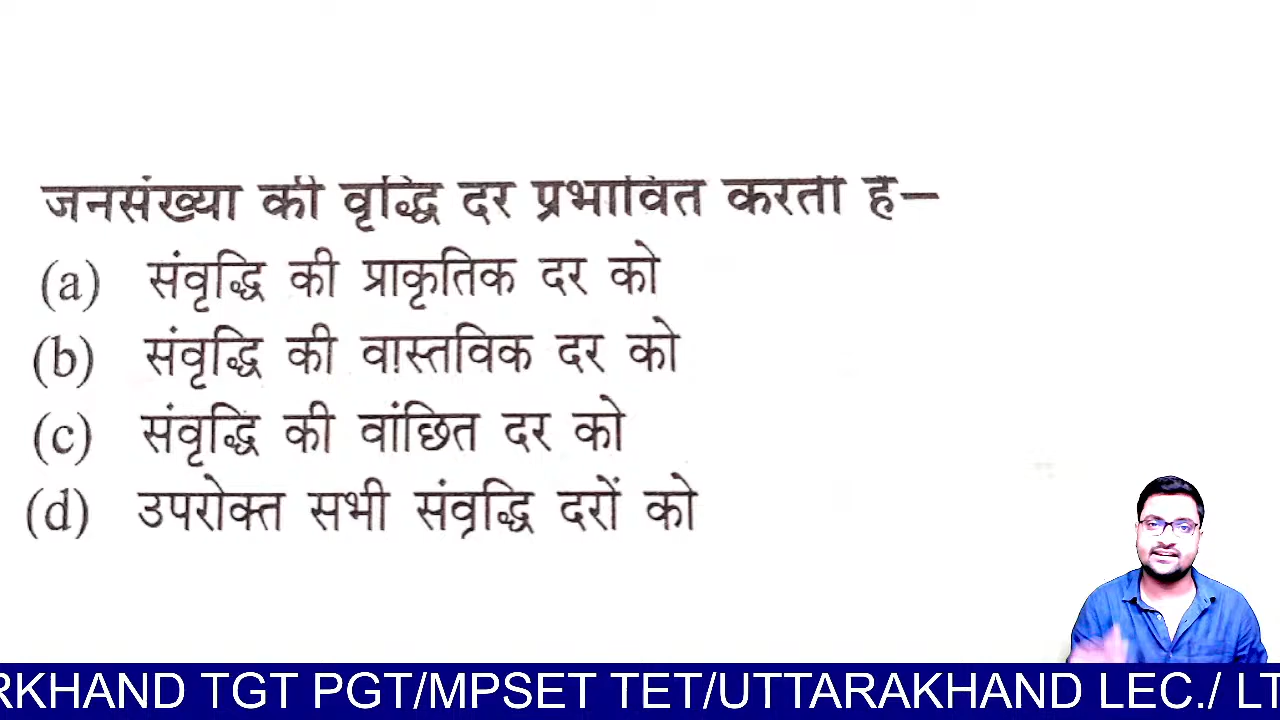 जनसंख्या की वृद्धि दर प्रभावित करती है–
(a) संवृद्धि की प्राकृतिक दर को
(b) संवृद्धि की वास्तविक दर को
(c) संवृद्धि की वांछित दर को
(d) उपरोक्त सभी संवृद्धि दरों को
RKHAND TGT PGT/MPSET TET/UTTARAKHAND LEC./ LT